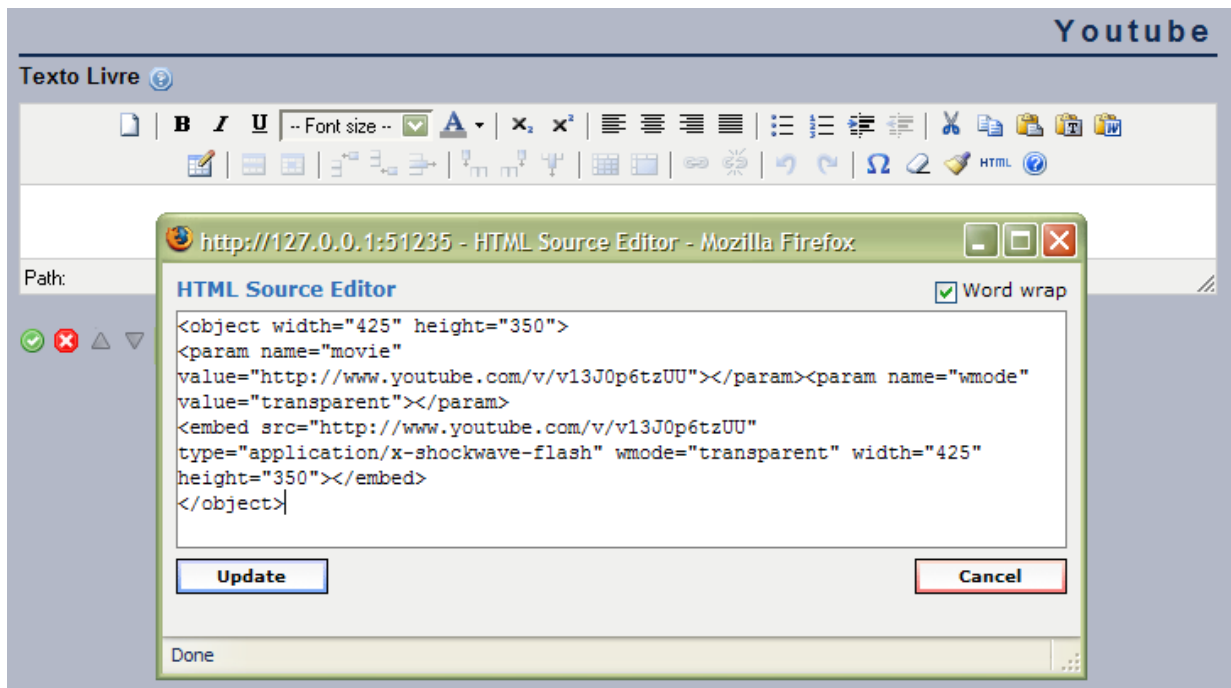 Youtube
Texto Livre
B I U -- Font size -- A x₂ x² T W
Ω HTML
Path:
http://127.0.0.1:51235 - HTML Source Editor - Mozilla Firefox
HTML Source Editor
Word wrap
<object width="425" height="350">
<param name="movie"
value="http://www.youtube.com/v/v13J0p6tzUU"></param><param name="wmode"
value="transparent"></param>
<embed src="http://www.youtube.com/v/v13J0p6tzUU"
type="application/x-shockwave-flash" wmode="transparent" width="425"
height="350"></embed>
</object>
Update
Cancel
Done